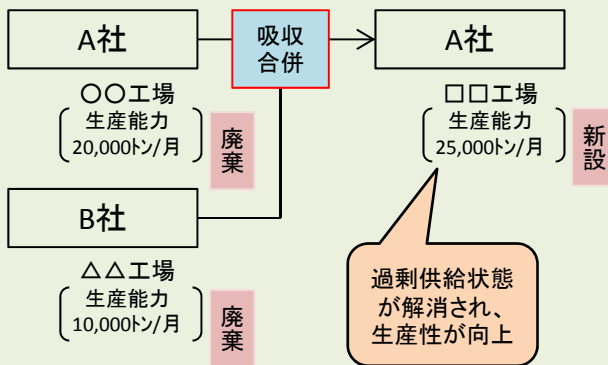 A社
吸収
合併
A社
〇〇工場
生産能力
20,000トン/月
廃棄
□□工場
生産能力
25,000トン/月
新設
B社
△△工場
生産能力
10,000トン/月
廃棄
過剰供給状態
が解消され、
生産性が向上